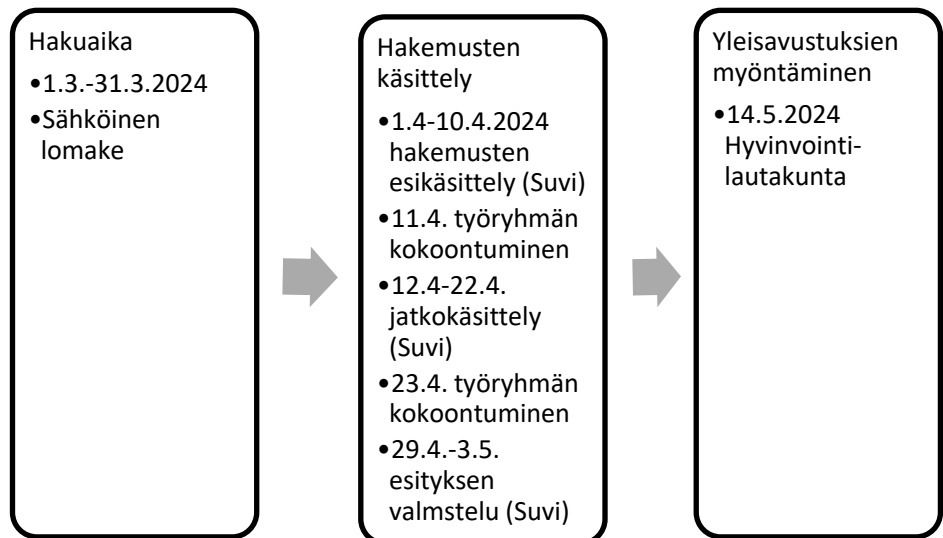 Hakuaika
•1.3.-31.3.2024
•Sähköinen
lomake
Hakemusten
käsittely
•1.4-10.4.2024
hakemusten
esikäsittely (Suvi)
•11.4. työryhmän
kokoontuminen
•12.4-22.4.
jatkokäsittely
(Suvi)
•23.4. työryhmän
kokoontuminen
•29.4.-3.5.
esityksen
valmstelu (Suvi)
Yleisavustuksien
myöntäminen
•14.5.2024
Hyvinvointi-
lautakunta